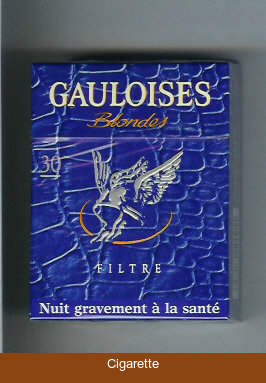 GAULOISES
Blondes
30
FILTRE
Nuit gravement à la santé
Cigarette